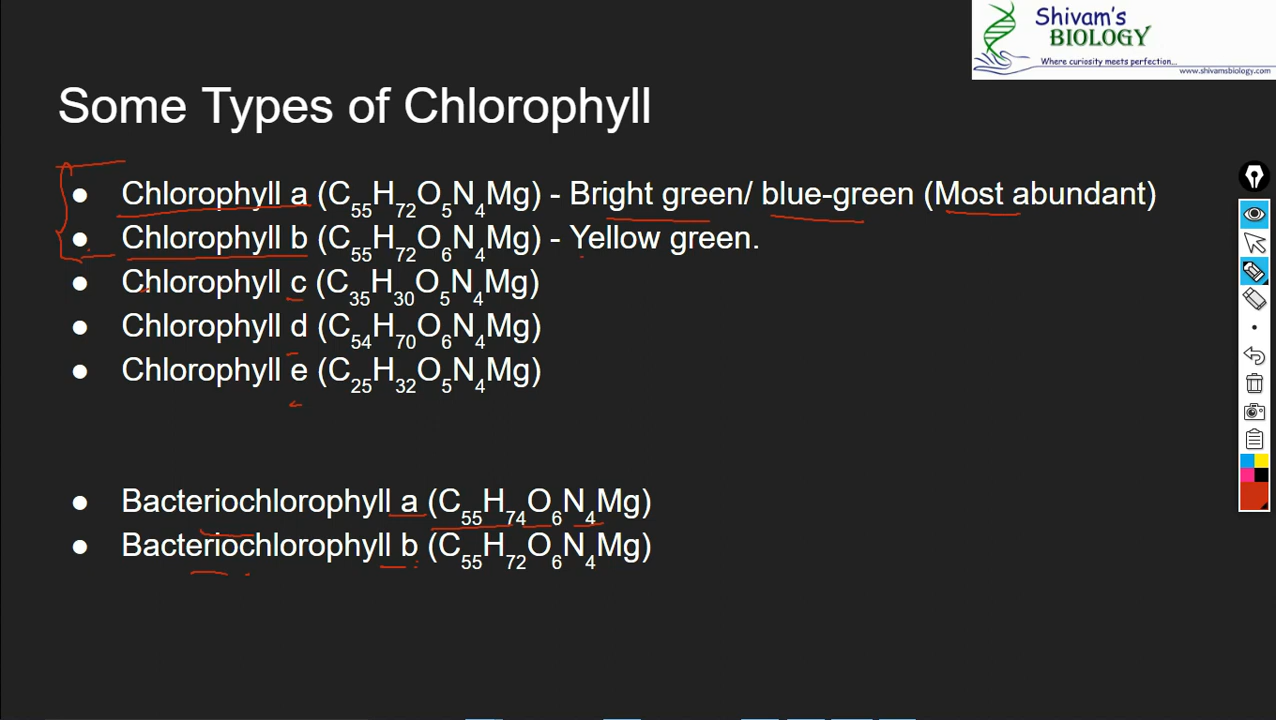 Shivam's
BIOLOGY
Where curiosity meets perfection...
www.shivamsbiology.com
Some Types of Chlorophyll
● Chlorophyll a (C₅₅H₇₂O₅N₄Mg) - Bright green/ blue-green (Most abundant)
● Chlorophyll b (C₅₅H₇₂O₆N₄Mg) - Yellow green.
● Chlorophyll c (C₃₅H₃₀O₅N₄Mg)
● Chlorophyll d (C₅₄H₇₀O₆N₄Mg)
● Chlorophyll e (C₂₅H₃₂O₅N₄Mg)
● Bacteriochlorophyll a (C₅₅H₇₄O₆N₄Mg)
● Bacteriochlorophyll b (C₅₅H₇₂O₆N₄Mg)